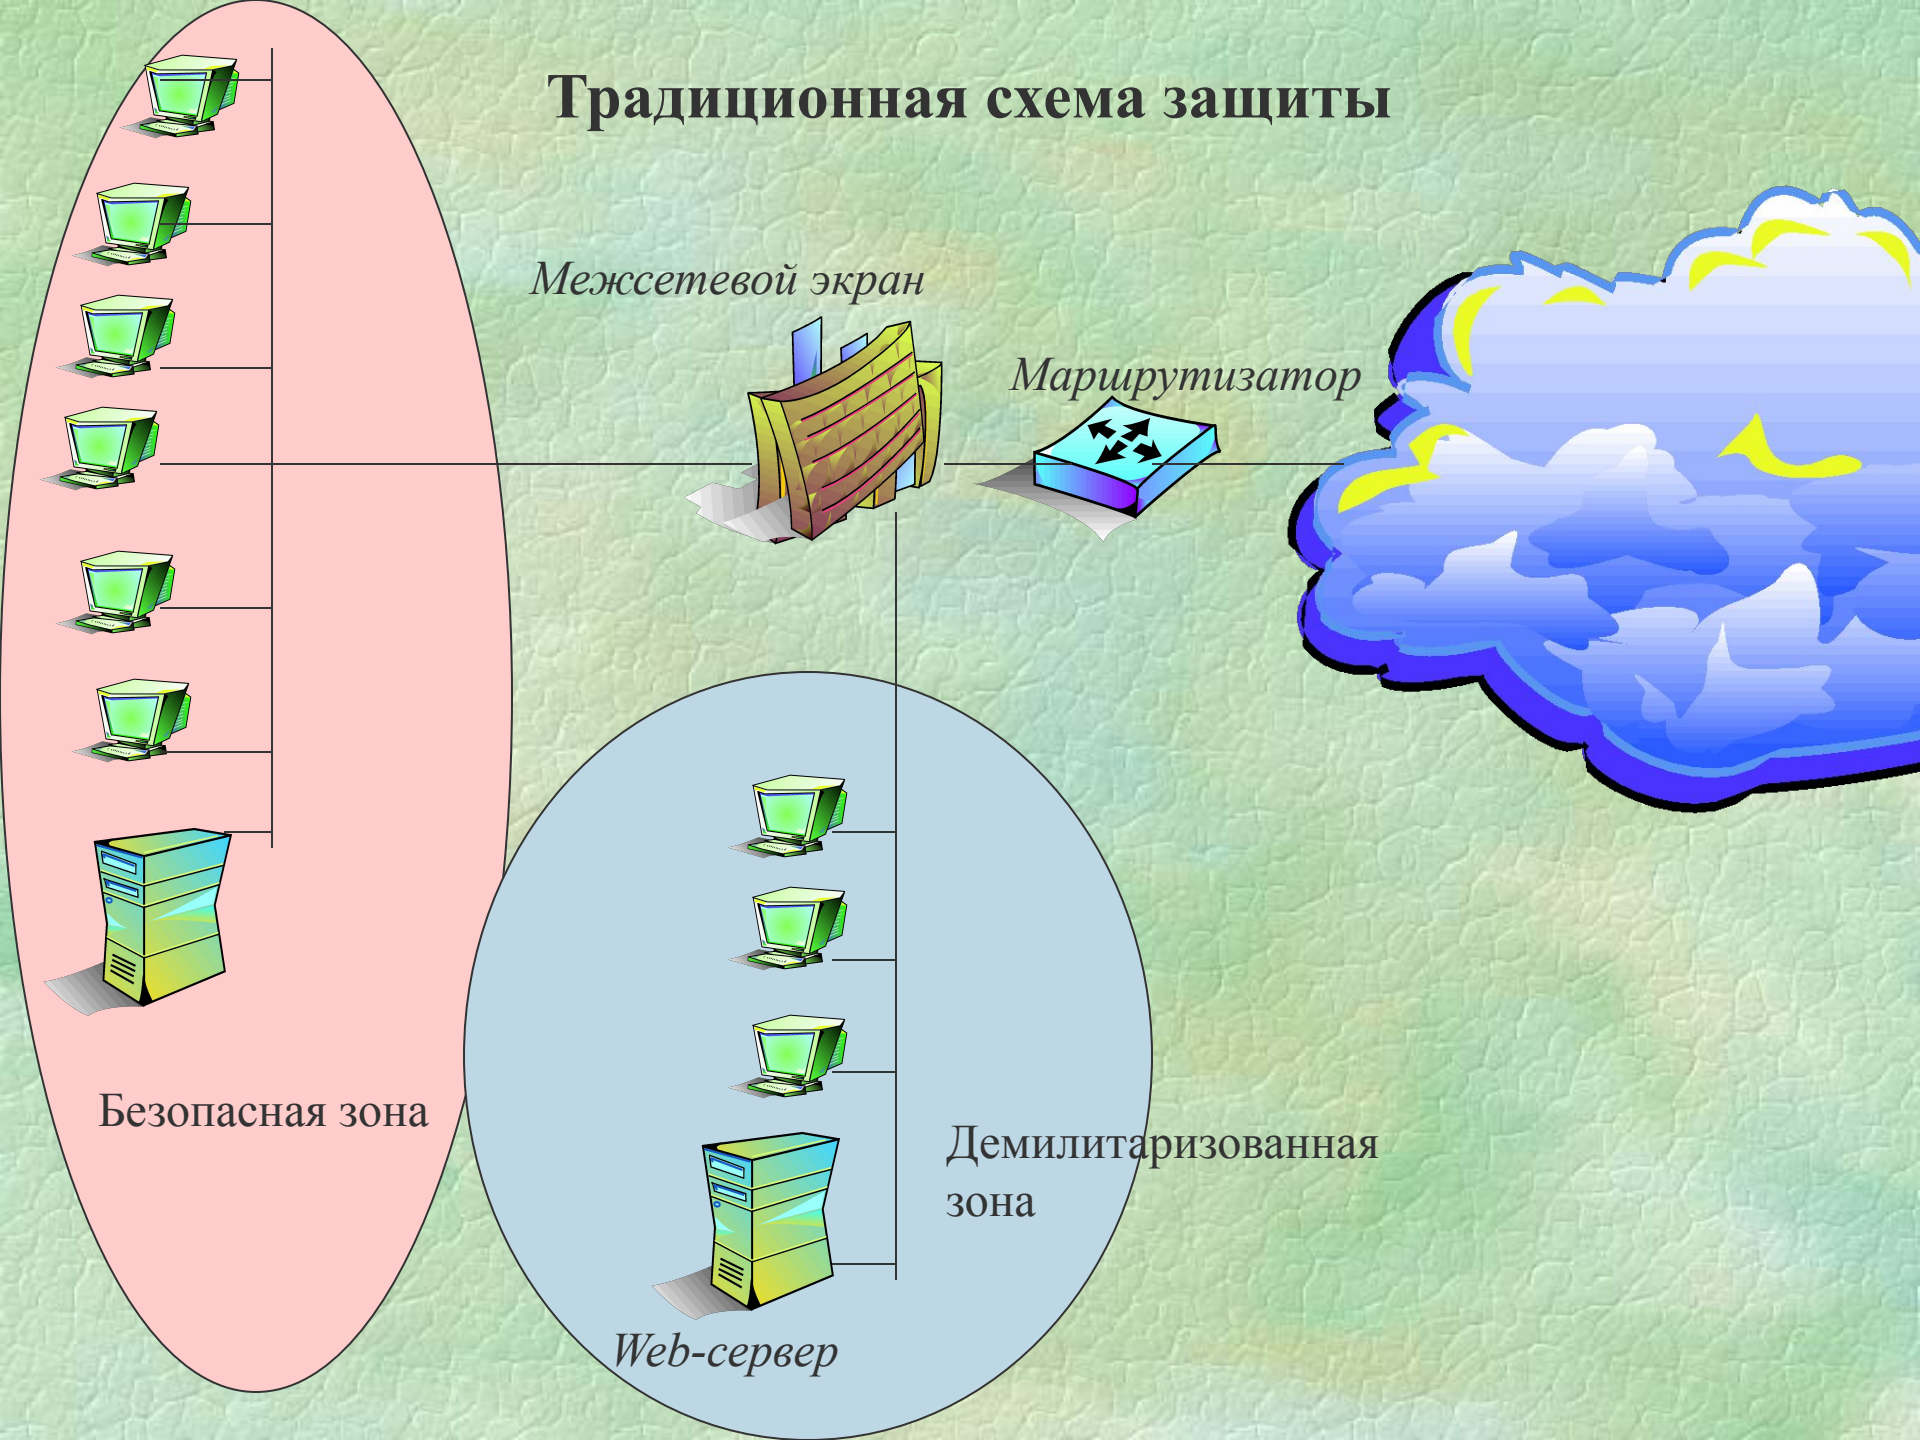 Традиционная схема защиты
Межсетевой экран
Маршрутизатор
Безопасная зона
Демилитаризованная
зона
Web-сервер